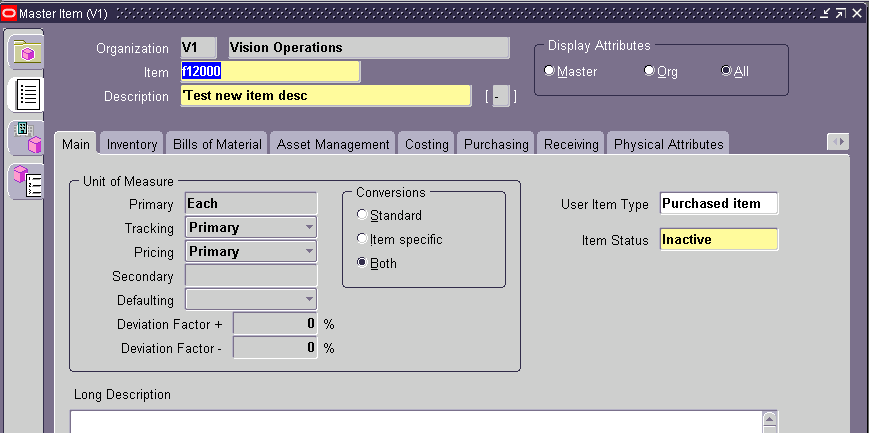 Master Item (V1)
Organization V1 Vision Operations
Display Attributes
Item f12000
Master Org All
Description 'Test new item desc [ - ]
Main Inventory Bills of Material Asset Management Costing Purchasing Receiving Physical Attributes
Unit of Measure
Conversions
Primary Each
User Item Type Purchased item
Standard
Tracking Primary
Item specific
Item Status Inactive
Pricing Primary
Both
Secondary
Defaulting
Deviation Factor + 0 %
Deviation Factor - 0 %
Long Description